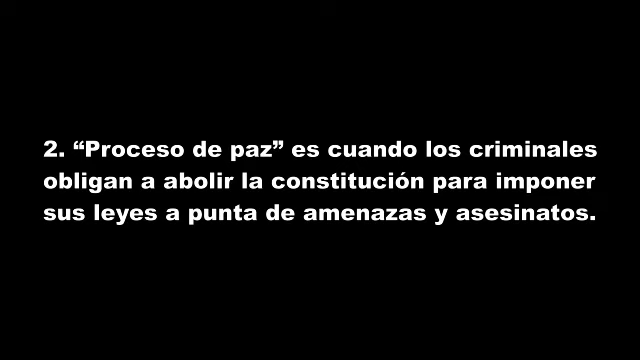 2. “Proceso de paz” es cuando los criminales
obligan a abolir la constitución para imponer
sus leyes a punta de amenazas y asesinatos.